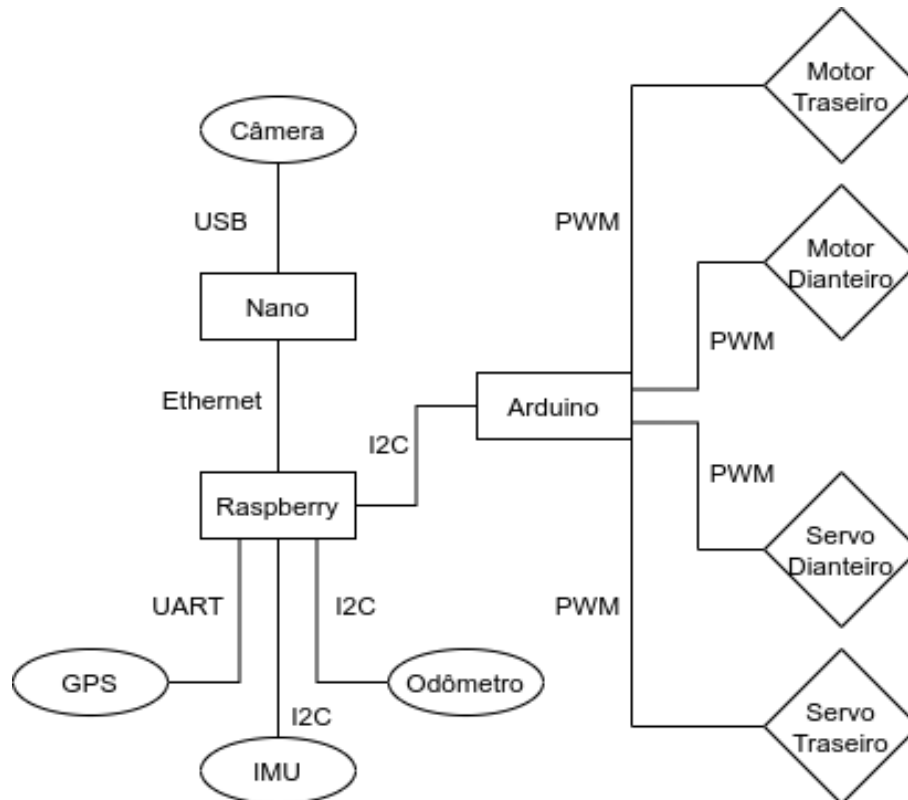 Motor
Traseiro
Câmera
USB
PWM
Motor
Dianteiro
Nano
PWM
Ethernet
Arduino
I2C
PWM
Raspberry
Servo
Dianteiro
UART
I2C
PWM
GPS
Odômetro
I2C
Servo
Traseiro
IMU